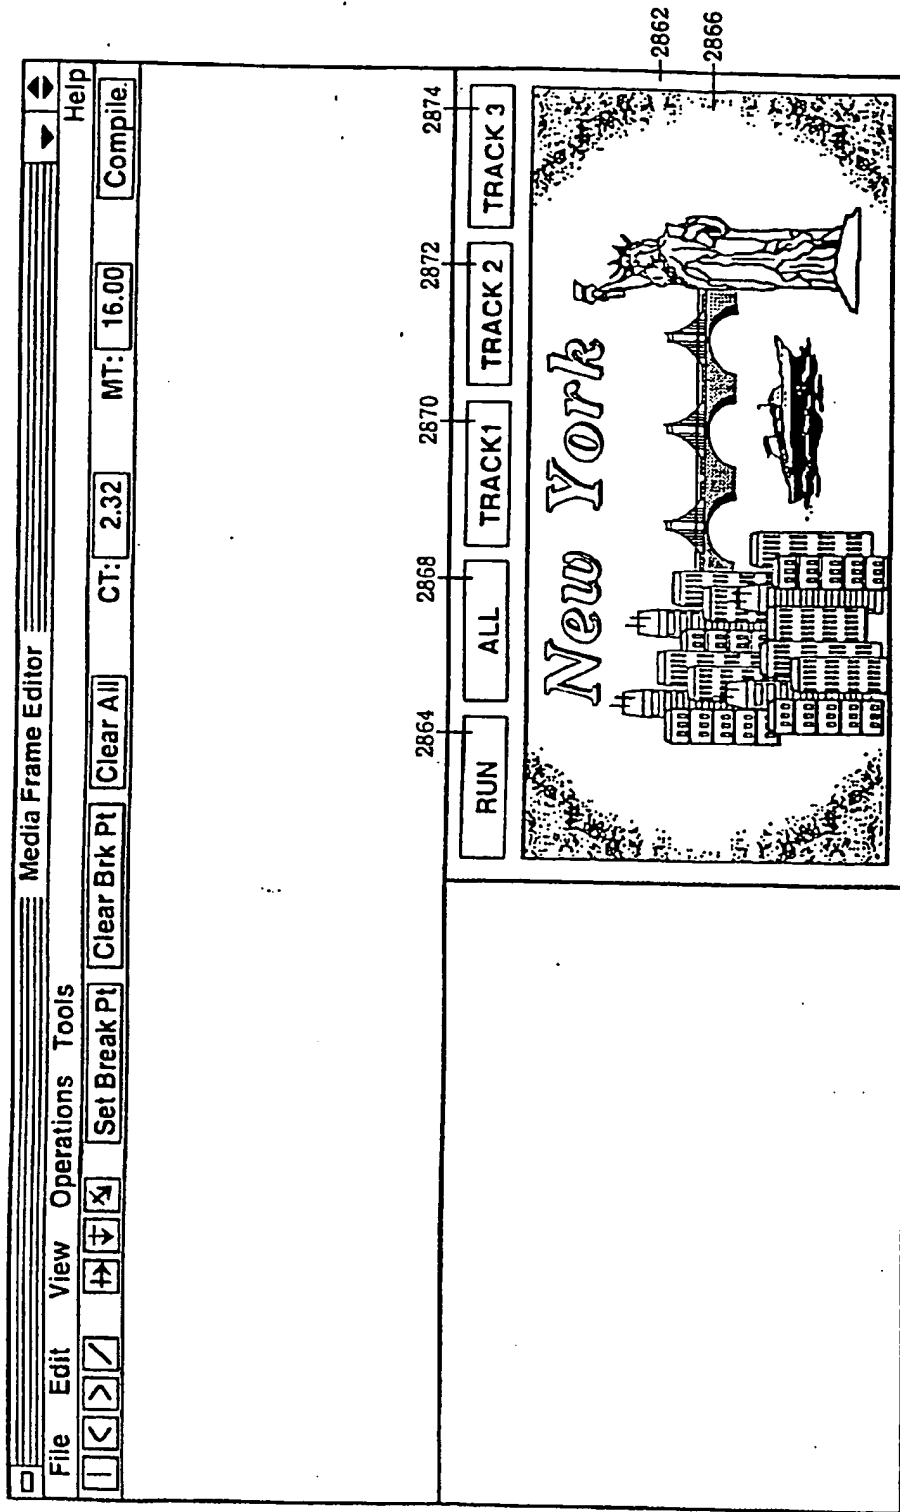 Media Frame Editor
File Edit View Operations Tools Help
Set Break Pt Clear Brk Pt Clear All CT: 2.32 MT: 16.00 Compile.
2864 2868 2870 2872 2874
RUN ALL TRACK1 TRACK 2 TRACK 3
2862
2866
New York